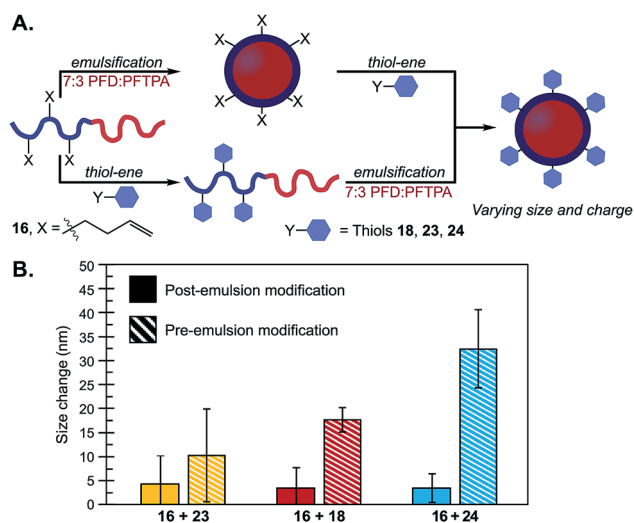 A.
emulsification
7:3 PFD:PFTPA
thiol-ene
Y
X
X
X
X
X
X
X
X
X
thiol-ene
Y
emulsification
7:3 PFD:PFTPA
Varying size and charge
16, X =
Y = Thiols 18, 23, 24
B.
Size change (nm)
50
45
40
35
30
25
20
15
10
5
0
Post-emulsion modification
Pre-emulsion modification
16 + 23
16 + 18
16 + 24